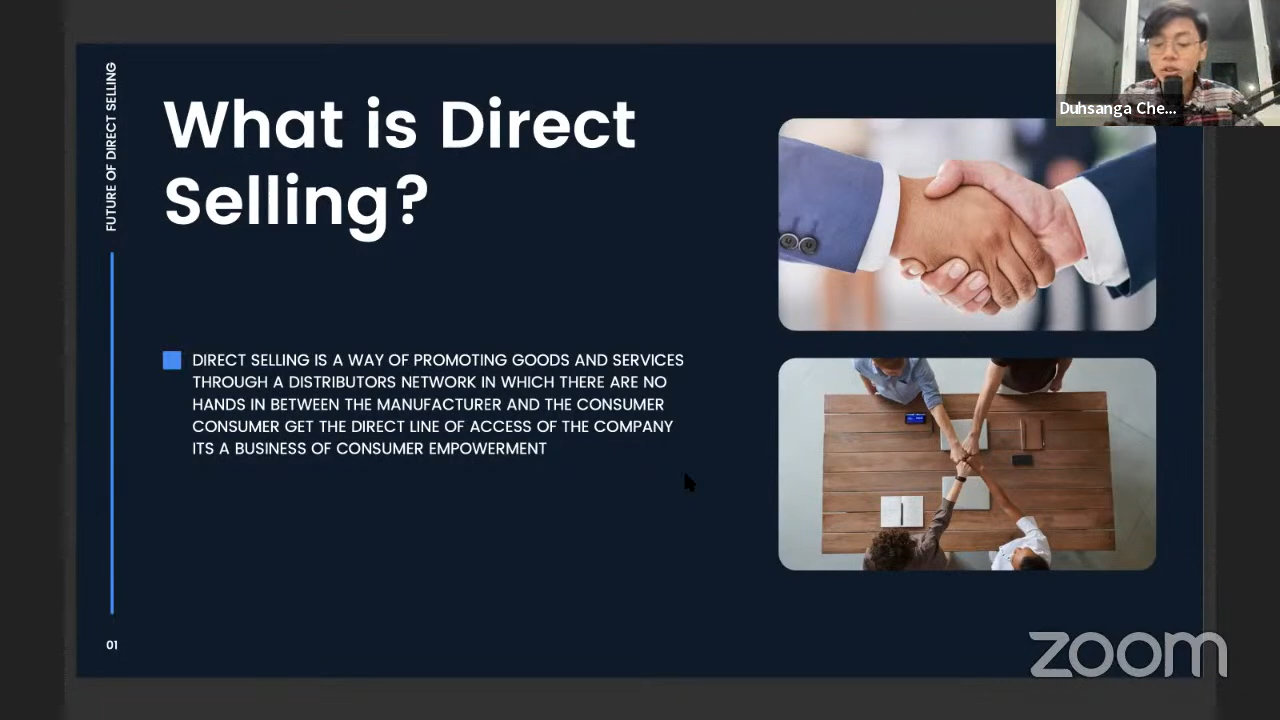 FUTURE OF DIRECT SELLING
What is Direct
Selling?
DIRECT SELLING IS A WAY OF PROMOTING GOODS AND SERVICES
THROUGH A DISTRIBUTORS NETWORK IN WHICH THERE ARE NO
HANDS IN BETWEEN THE MANUFACTURER AND THE CONSUMER
CONSUMER GET THE DIRECT LINE OF ACCESS OF THE COMPANY
ITS A BUSINESS OF CONSUMER EMPOWERMENT
01
Duhsanga Che...
zoom